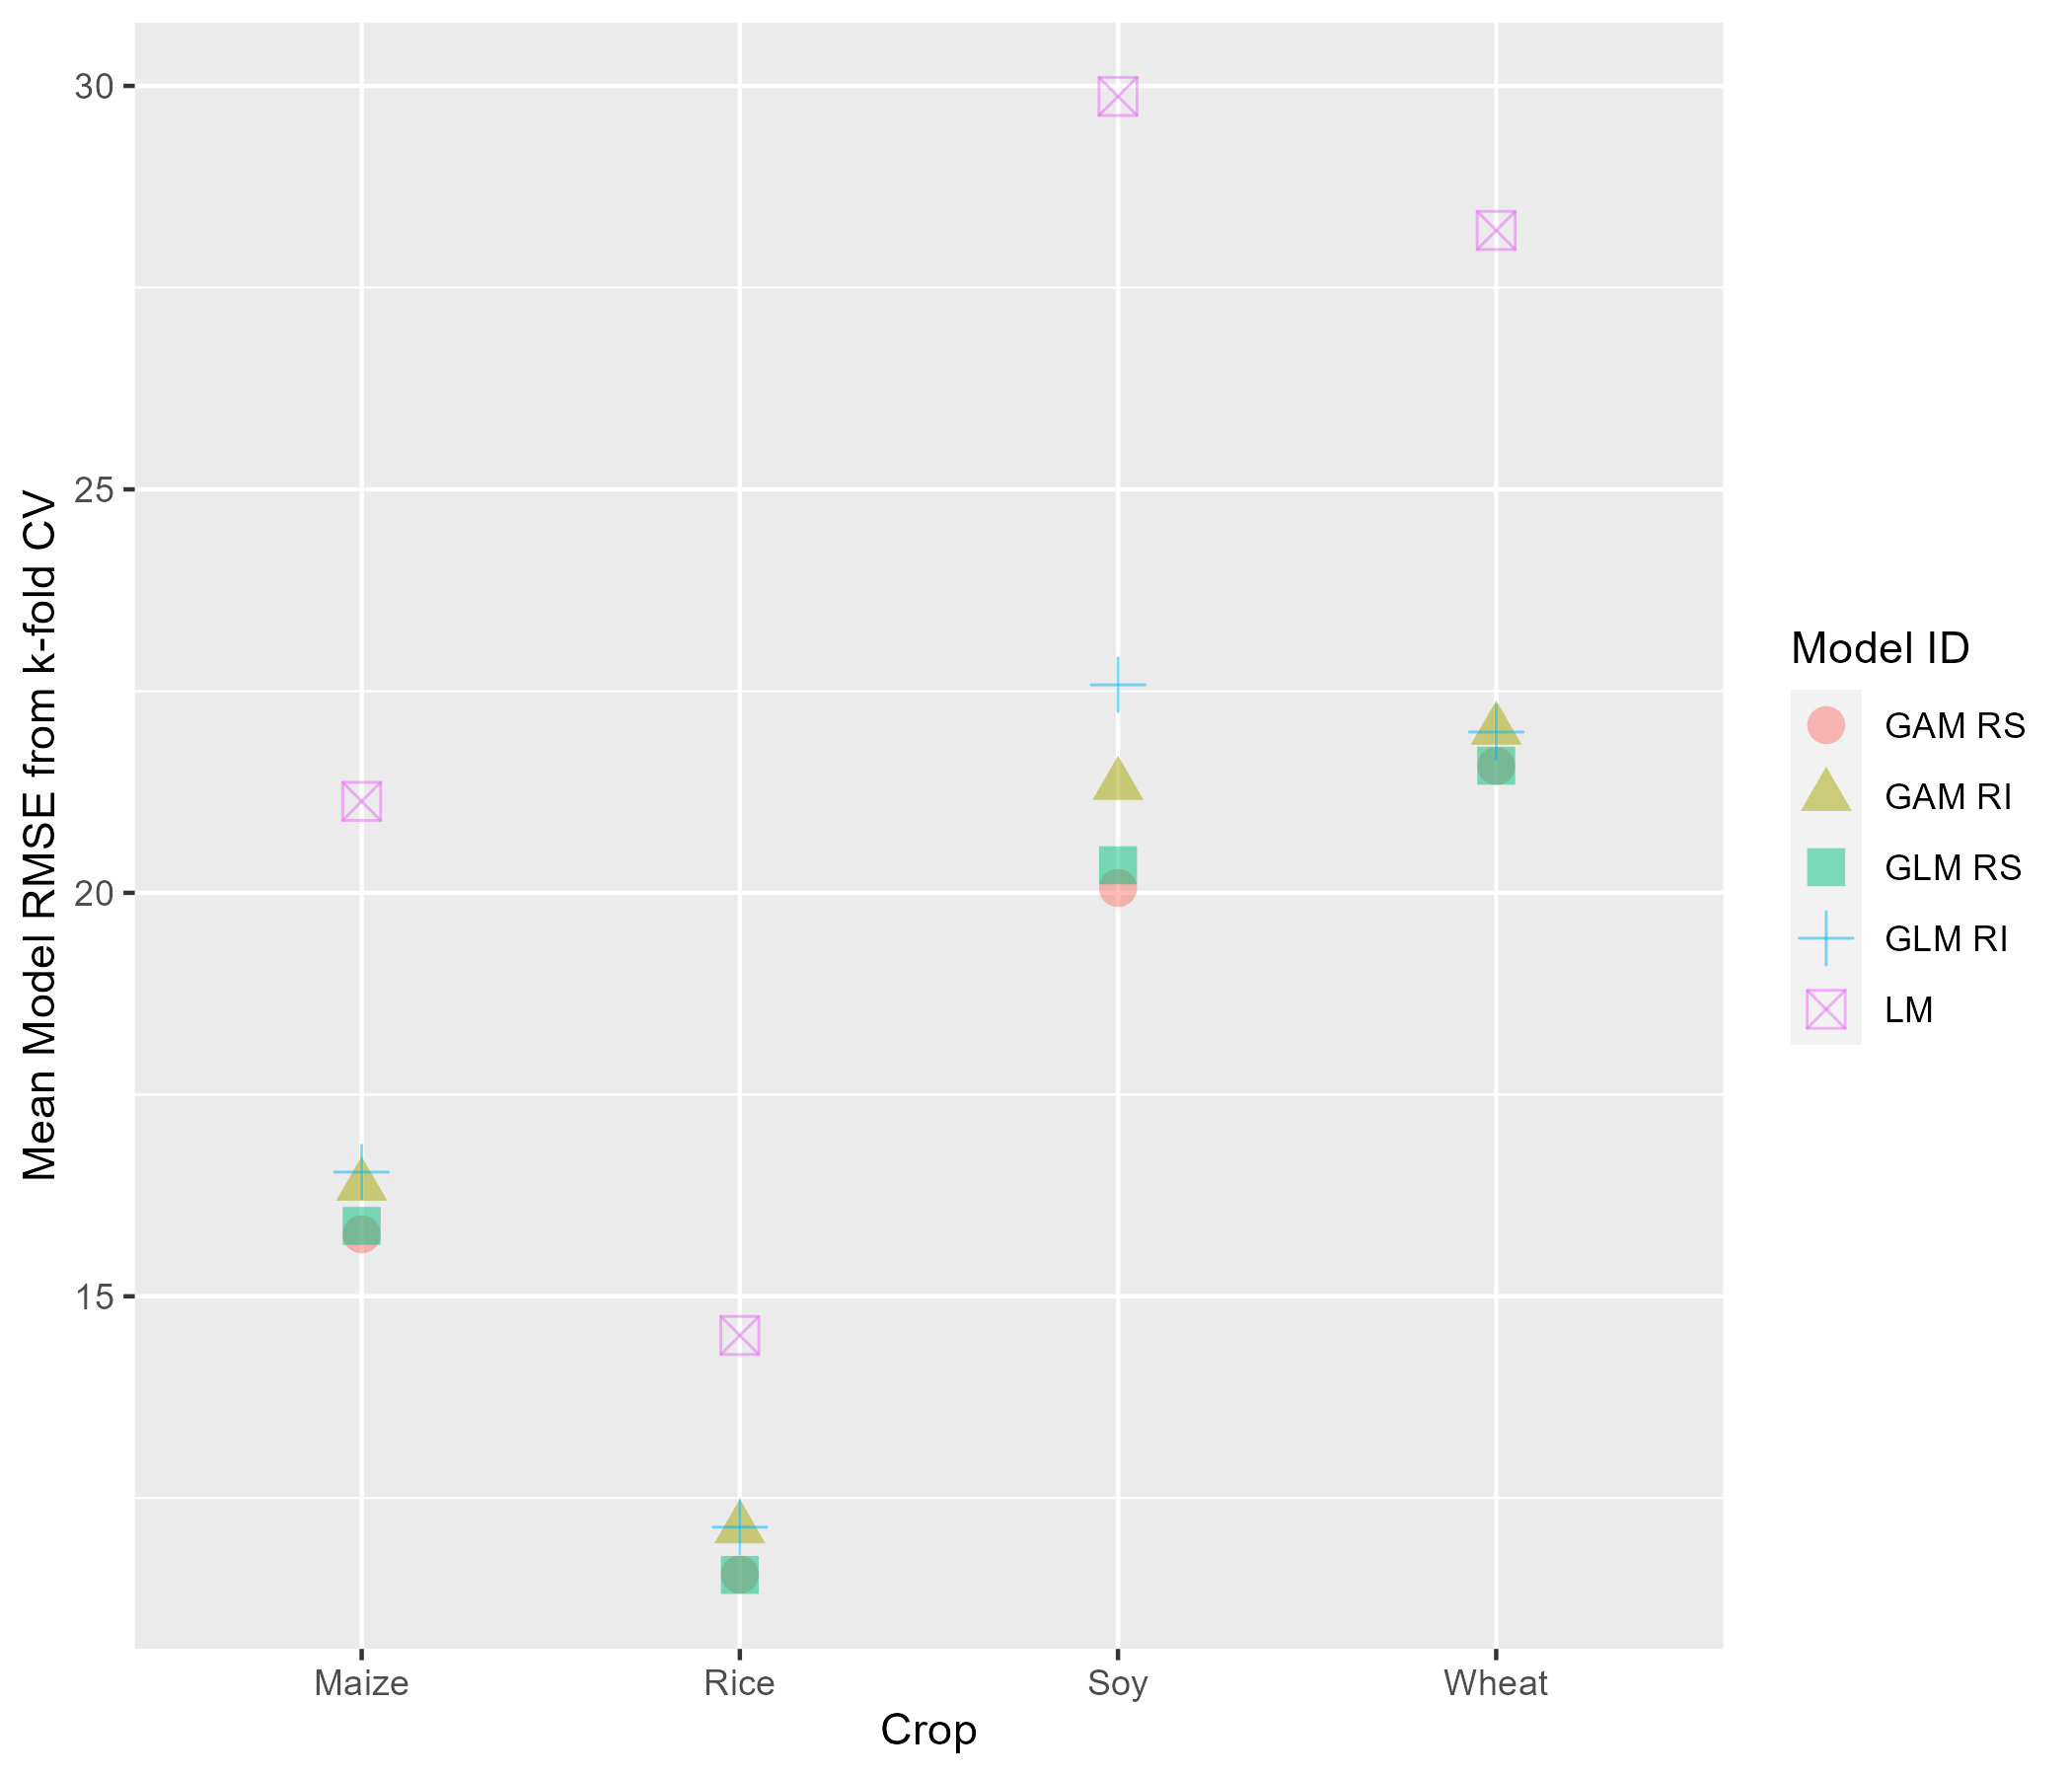 Mean Model RMSE from k-fold CV
30
25
20
15
Maize
Rice
Soy
Wheat
Crop
Model ID
GAM RS
GAM RI
GLM RS
GLM RI
LM